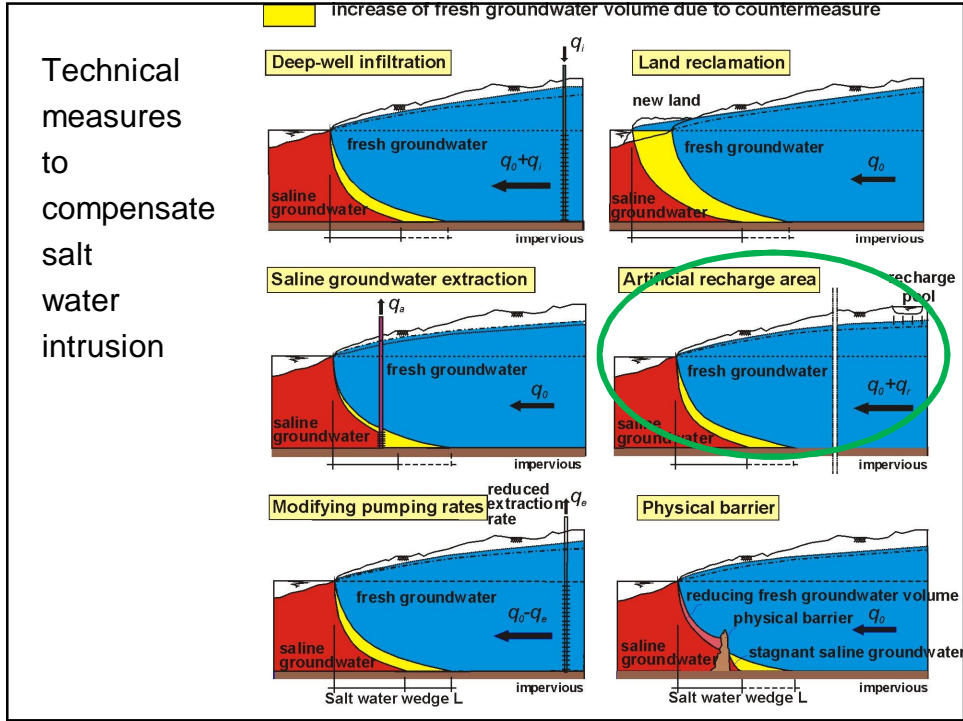 increase of fresh groundwater volume due to countermeasure
Technical
measures
to
compensate
salt
water
intrusion
Deep-well infiltration
qi
fresh groundwater
q0+qi
saline
groundwater
impervious
Land reclamation
new land
fresh groundwater
q0
saline
groundwater
impervious
Saline groundwater extraction
qa
fresh groundwater
q0
saline
groundwater
impervious
Artificial recharge area
recharge
pool
fresh groundwater
q0+qr
saline
groundwater
impervious
Modifying pumping rates
reduced
extraction
rate
qe
fresh groundwater
q0-qe
saline
groundwater
impervious
Salt water wedge L
Physical barrier
reducing fresh groundwater volume
physical barrier
q0
stagnant saline groundwater
saline
groundwater
impervious
Salt water wedge L